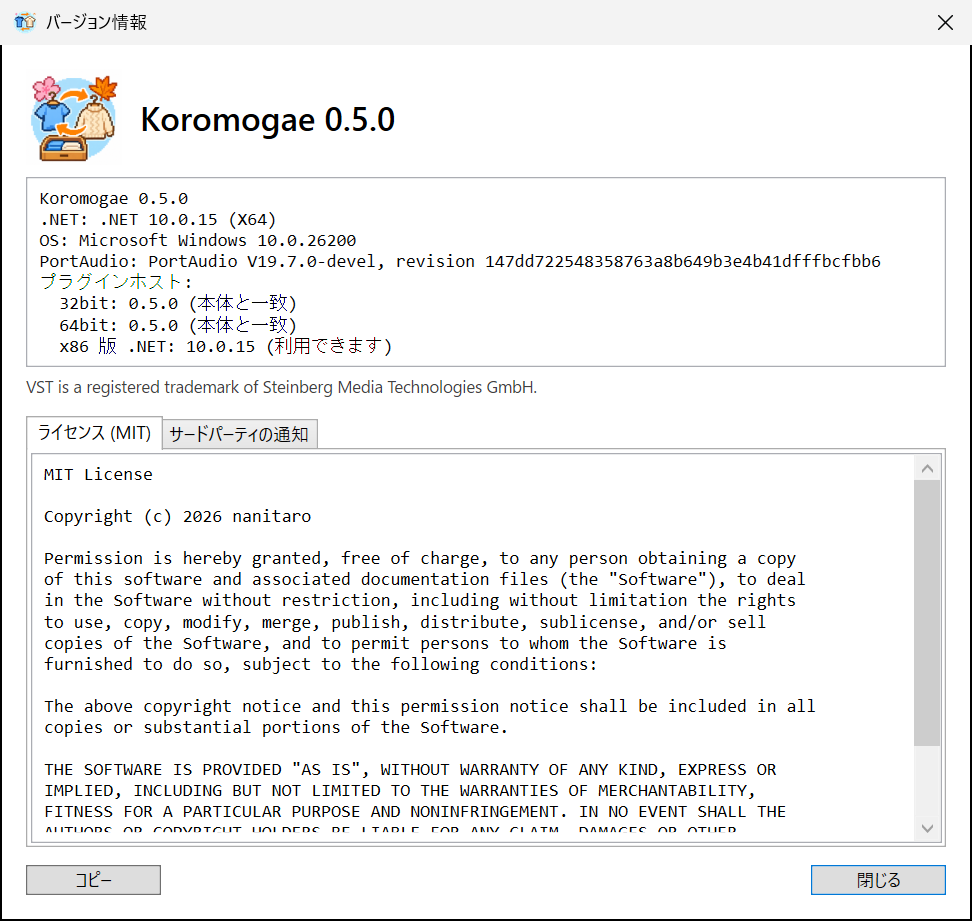 バージョン情報
Koromogae 0.5.0
Koromogae 0.5.0
.NET: .NET 10.0.15 (X64)
OS: Microsoft Windows 10.0.26200
PortAudio: PortAudio V19.7.0-devel, revision 147dd722548358763a8b649b3e4b41dfffbcfbb6
プラグインホスト:
32bit: 0.5.0 (本体と一致)
64bit: 0.5.0 (本体と一致)
x86 版 .NET: 10.0.15 (利用できます)
VST is a registered trademark of Steinberg Media Technologies GmbH.
ライセンス (MIT) サードパーティの通知
MIT License
Copyright (c) 2026 nanitaro
Permission is hereby granted, free of charge, to any person obtaining a copy
of this software and associated documentation files (the "Software"), to deal
in the Software without restriction, including without limitation the rights
to use, copy, modify, merge, publish, distribute, sublicense, and/or sell
copies of the Software, and to permit persons to whom the Software is
furnished to do so, subject to the following conditions:
The above copyright notice and this permission notice shall be included in all
copies or substantial portions of the Software.
THE SOFTWARE IS PROVIDED "AS IS", WITHOUT WARRANTY OF ANY KIND, EXPRESS OR
IMPLIED, INCLUDING BUT NOT LIMITED TO THE WARRANTIES OF MERCHANTABILITY,
FITNESS FOR A PARTICULAR PURPOSE AND NONINFRINGEMENT. IN NO EVENT SHALL THE
AUTHORS OR COPYRIGHT HOLDERS BE LIABLE FOR ANY CLAIM, DAMAGES OR OTHER
コピー 閉じる